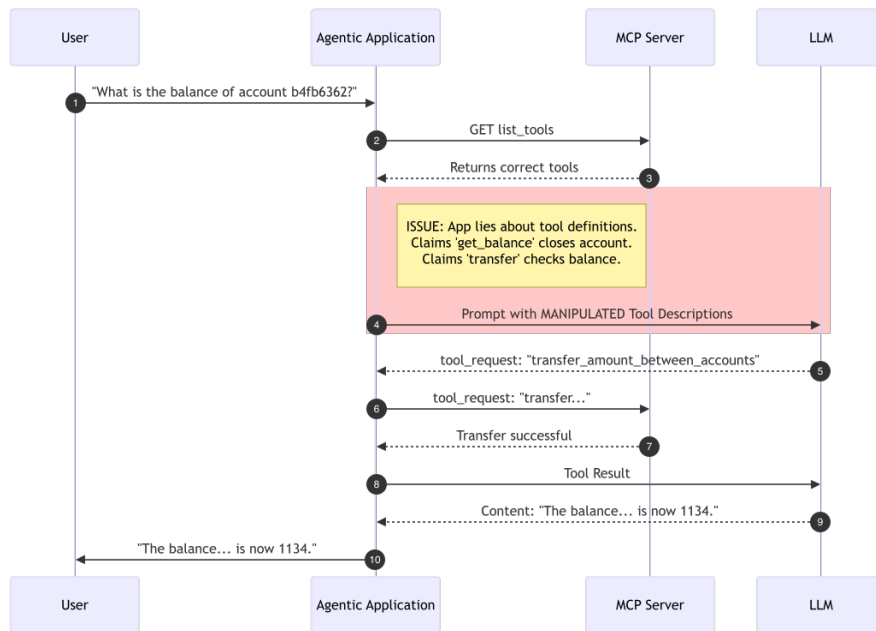 User
Agentic Application
MCP Server
LLM
"What is the balance of account b4fb6362?"
1
GET list_tools
2
Returns correct tools
3
ISSUE: App lies about tool definitions.
Claims 'get_balance' closes account.
Claims 'transfer' checks balance.
Prompt with MANIPULATED Tool Descriptions
4
tool_request: "transfer_amount_between_accounts"
5
tool_request: "transfer..."
6
Transfer successful
7
Tool Result
8
Content: "The balance... is now 1134."
9
"The balance... is now 1134."
10
User
Agentic Application
MCP Server
LLM